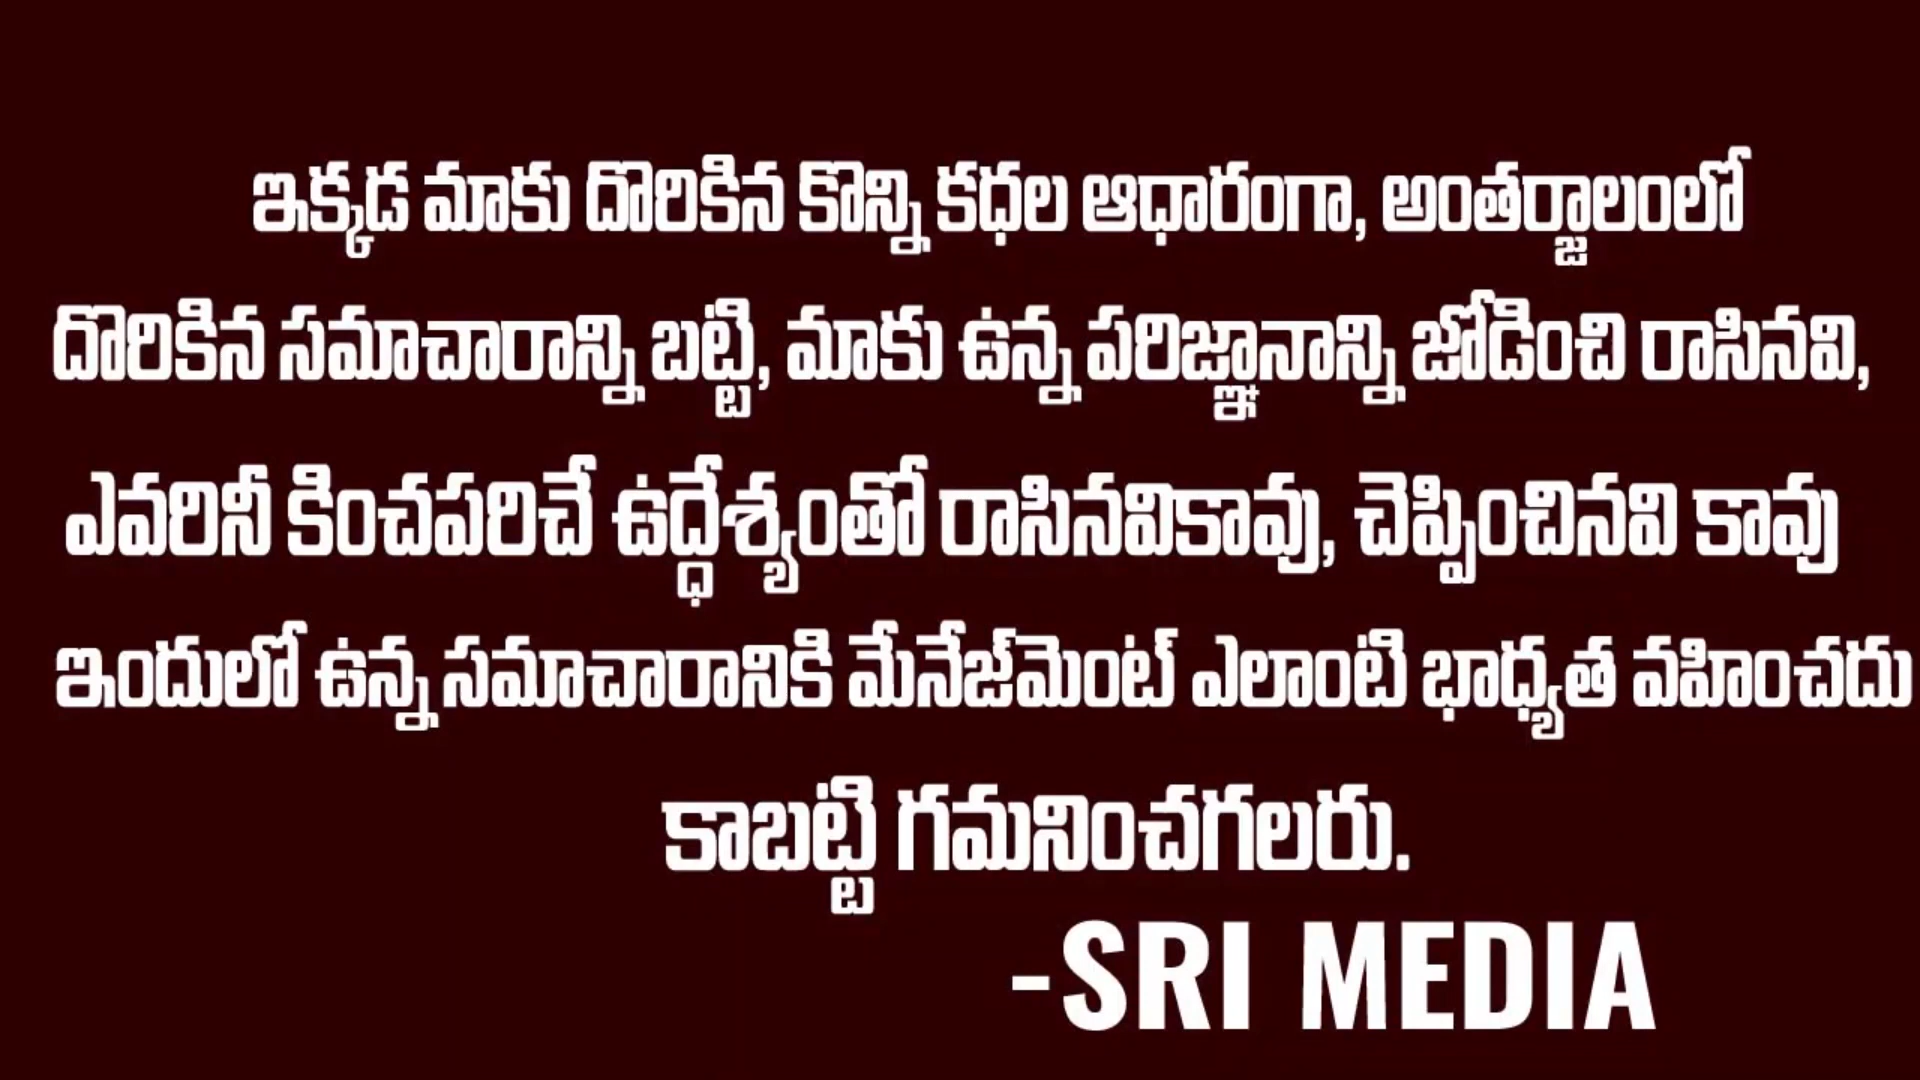 ఇక్కడ మాకు దొరికిన కొన్ని కధల ఆధారంగా, అంతర్జాలంలో
దొరికిన సమాచారాన్ని బట్టి, మాకు ఉన్న పరిజ్ఞానాన్ని జోడించి రాసినవి,
ఎవరినీ కించపరిచే ఉద్ధేశ్యంతో రాసినవికావు, చెప్పించినవి కావు
ఇందులో ఉన్న సమాచారానికి మేనేజ్‌మెంట్ ఎలాంటి భాధ్యత వహించదు
కాబట్టి గమనించగలరు.
-SRI MEDIA